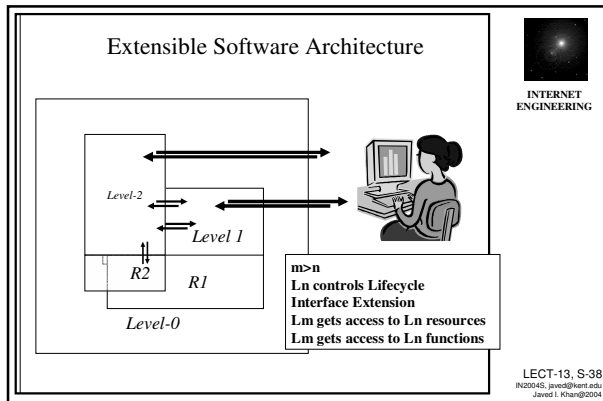 Extensible Software Architecture
INTERNET
ENGINEERING
Level-2
Level 1
R2
R1
Level-0
m>n
Ln controls Lifecycle
Interface Extension
Lm gets access to Ln resources
Lm gets access to Ln functions
LECT-13, S-38
IN2004S, javed@kent.edu
Javed I. Khan@2004